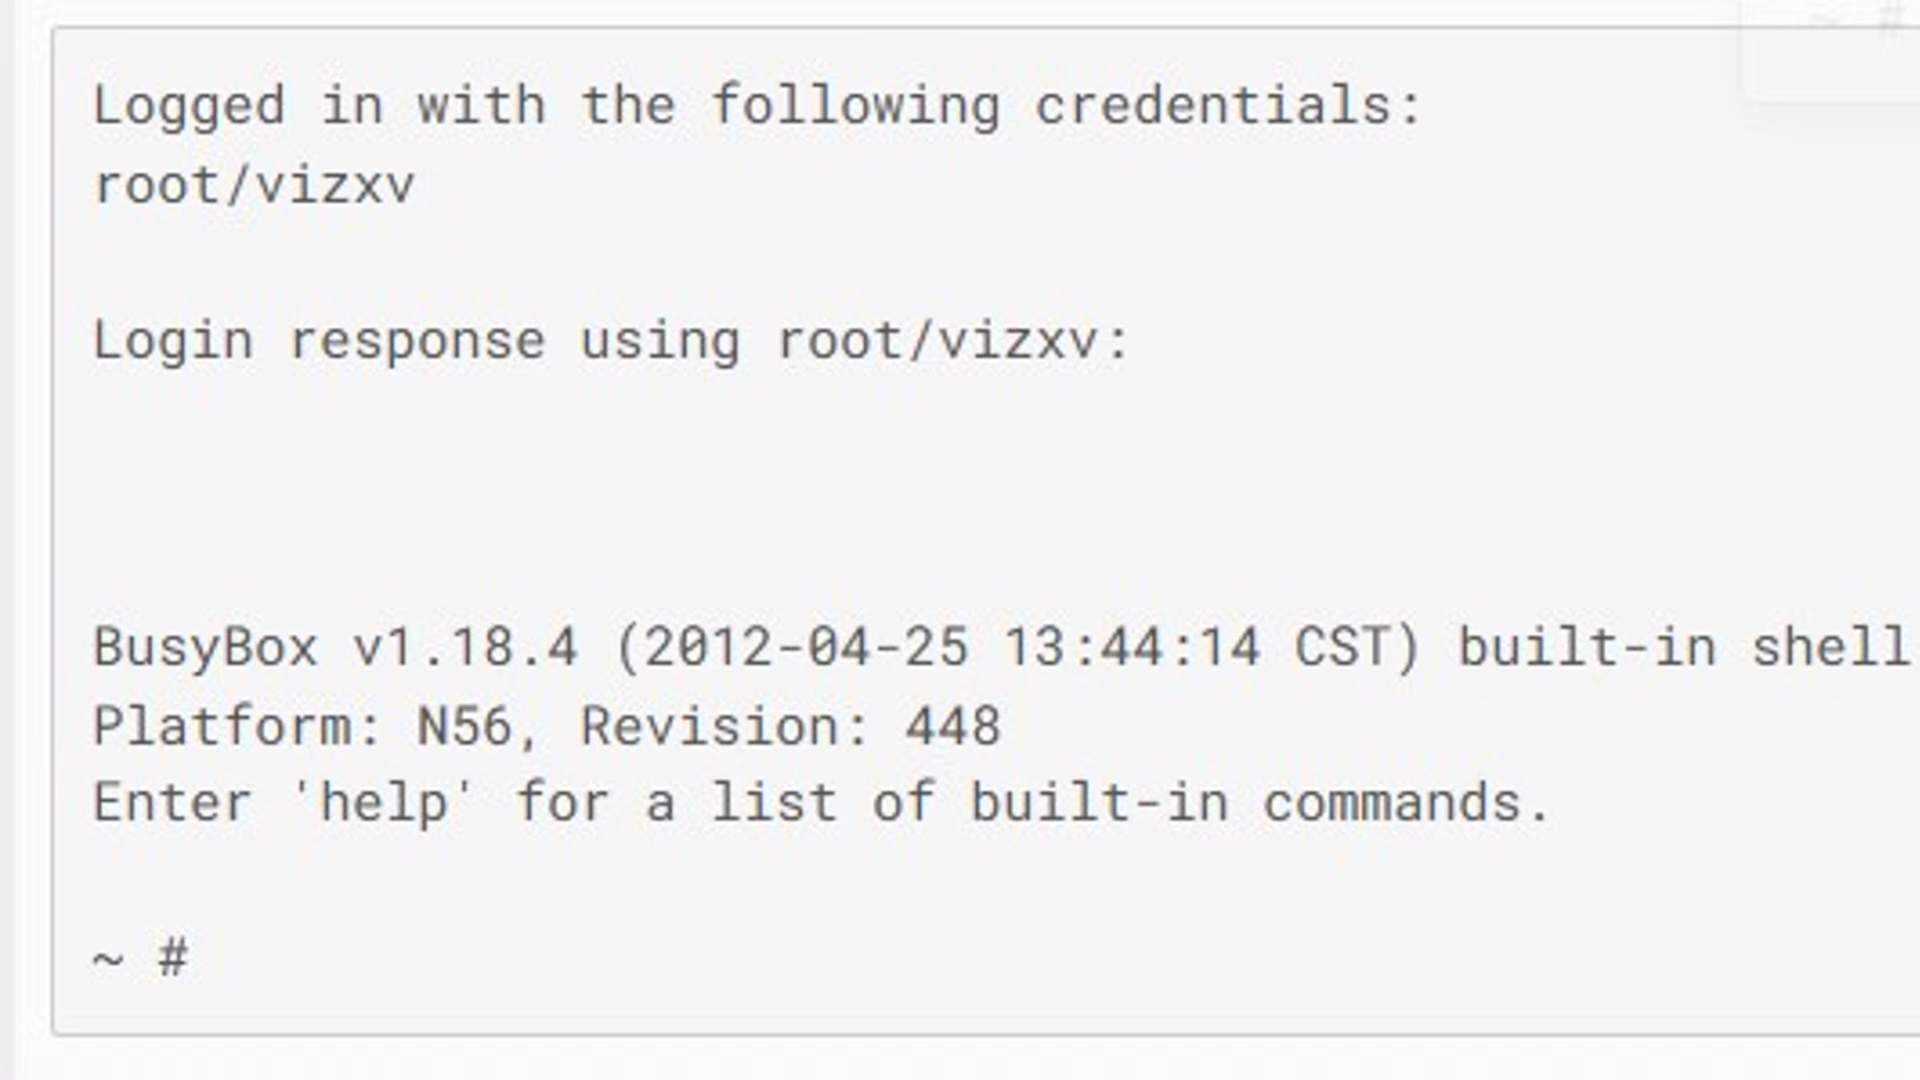 ~ #
Logged in with the following credentials:
root/vizxv
Login response using root/vizxv:
BusyBox v1.18.4 (2012-04-25 13:44:14 CST) built-in shell
Platform: N56, Revision: 448
Enter 'help' for a list of built-in commands.
~ #